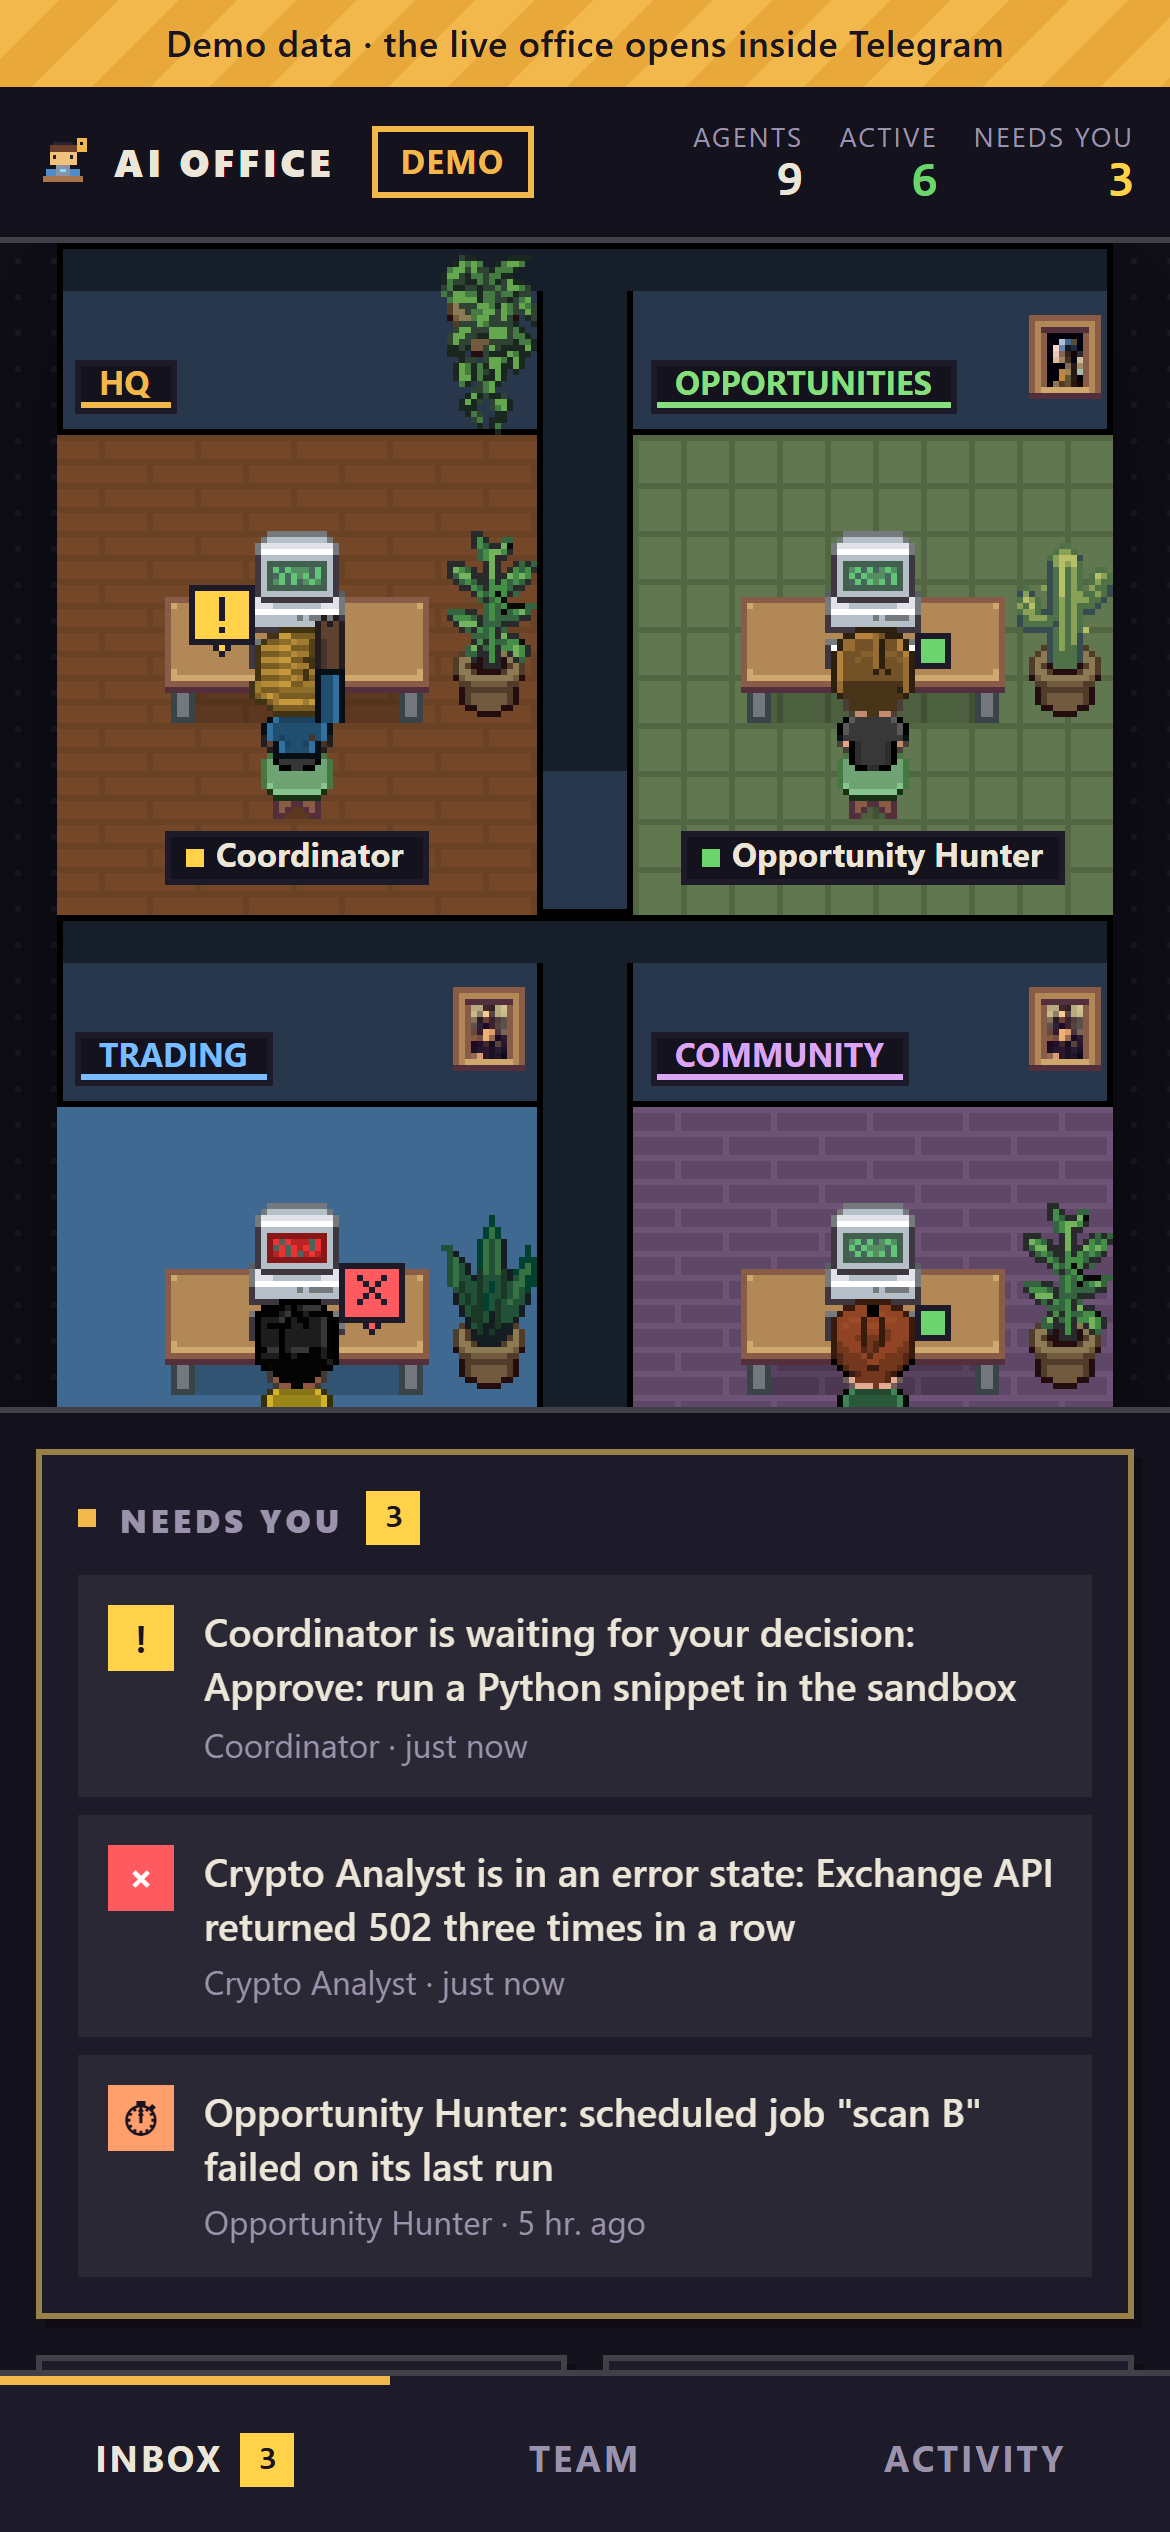 Demo data · the live office opens inside Telegram
AI OFFICE
DEMO
AGENTS
9
ACTIVE
6
NEEDS YOU
3
HQ
OPPORTUNITIES
!
Coordinator
Opportunity Hunter
TRADING
COMMUNITY
NEEDS YOU 3
!
Coordinator is waiting for your decision:
Approve: run a Python snippet in the sandbox
Coordinator · just now
×
Crypto Analyst is in an error state: Exchange API
returned 502 three times in a row
Crypto Analyst · just now
Opportunity Hunter: scheduled job "scan B"
failed on its last run
Opportunity Hunter · 5 hr. ago
INBOX 3
TEAM
ACTIVITY